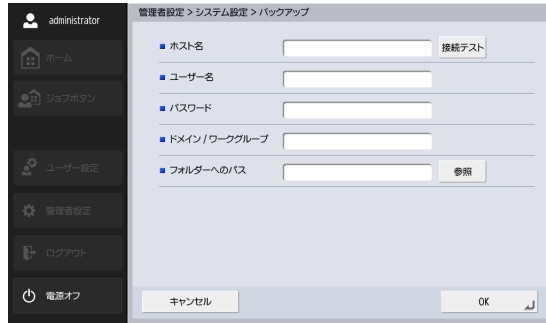 administrator
ホーム
ジョブボタン
ユーザー設定
管理者設定
ログアウト
電源オフ
管理者設定 > システム設定 > バックアップ
ホスト名
接続テスト
ユーザー名
パスワード
ドメイン / ワークグループ
フォルダーへのパス
参照
キャンセル
OK